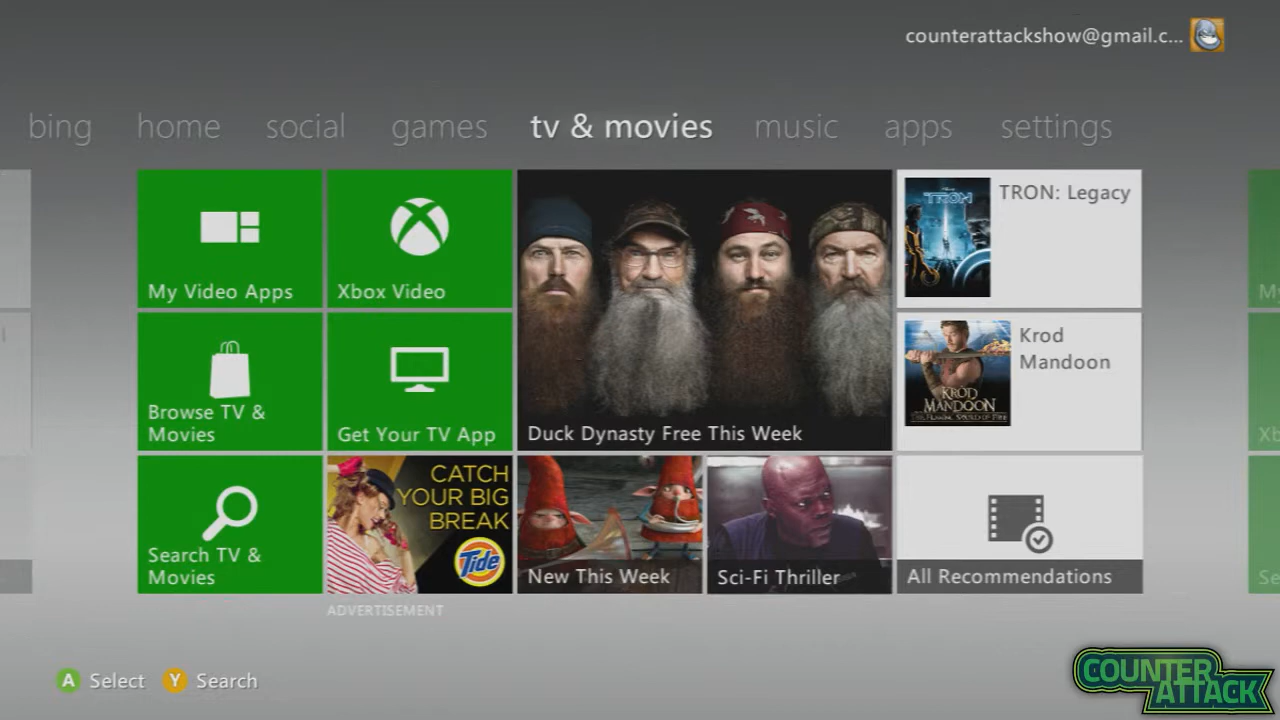 counterattackshow@gmail.c...
bing home social games tv & movies music apps settings
My Video Apps
Xbox Video
Duck Dynasty Free This Week
TRON
TRON: Legacy
Browse TV &
Movies
Get Your TV App
KROD
MANDOON
Krod
Mandoon
Search TV &
Movies
CATCH
YOUR BIG
BREAK
Tide
New This Week
Sci-Fi Thriller
All Recommendations
ADVERTISEMENT
A Select Y Search
COUNTER
ATTACK